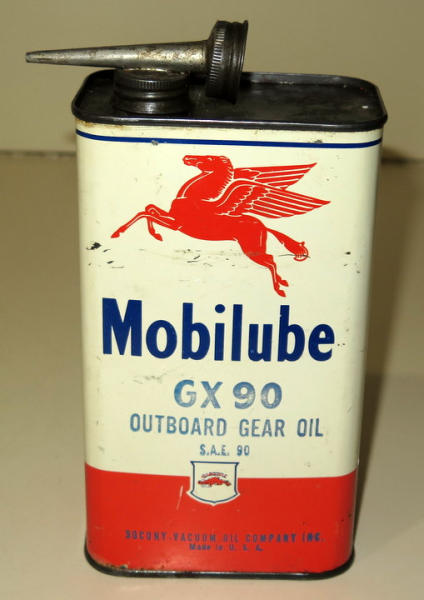 Mobilube
GX 90
OUTBOARD GEAR OIL
S.A.E. 90
SOCONY-VACUUM OIL COMPANY INC.
Made in U.S.A.